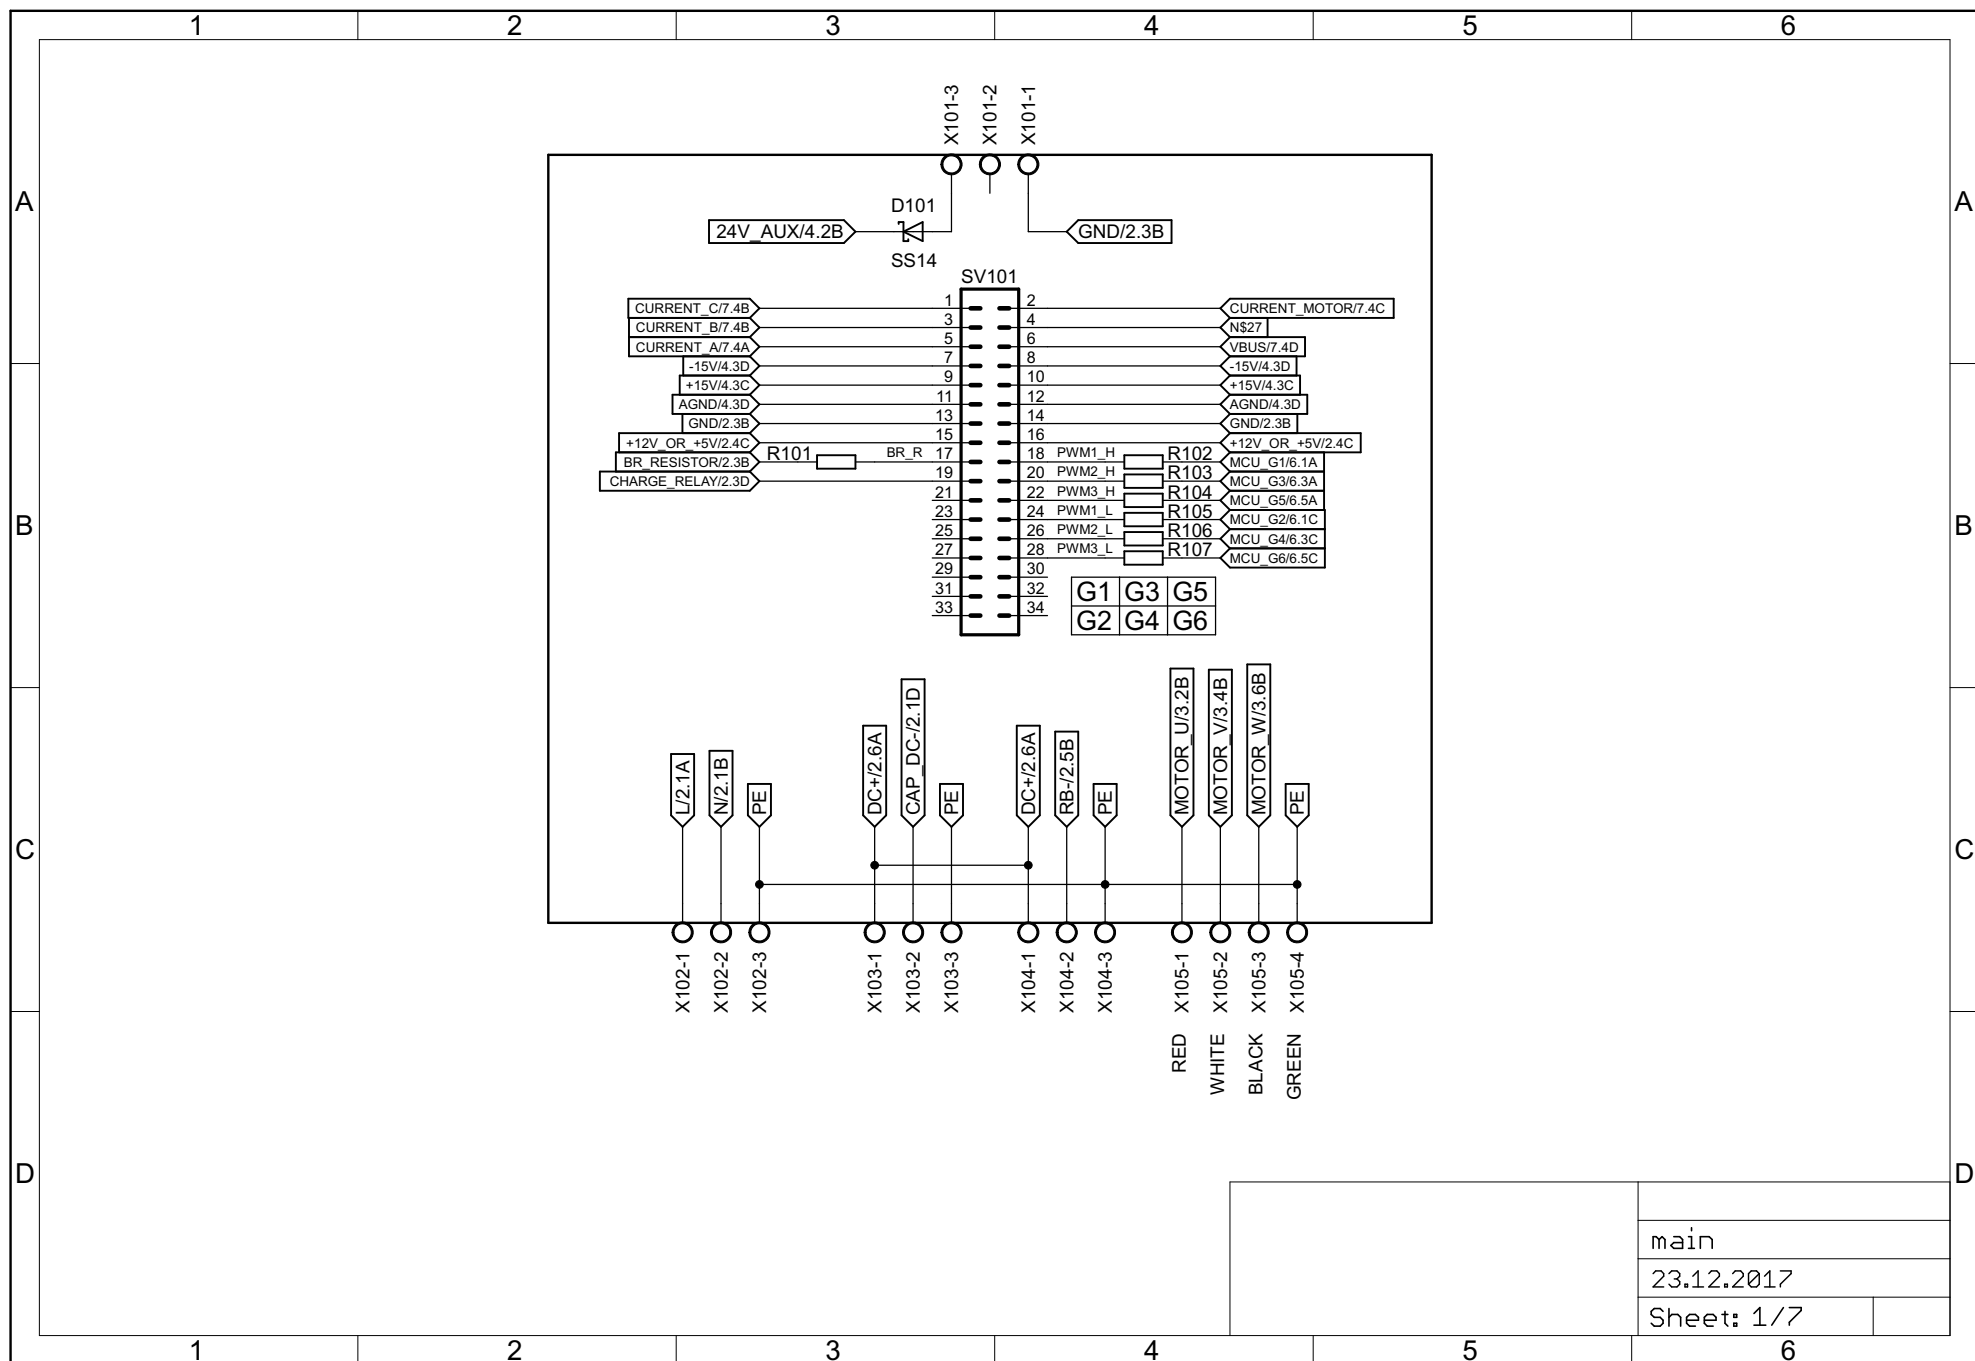 1 2 3 4 5 6
X101-3 X101-2 X101-1
A A
D101
24V_AUX/4.2B GND/2.3B
SS14
SV101
CURRENT_C/7.4B 1 2 CURRENT_MOTOR/7.4C
CURRENT_B/7.4B 3 4 N$27
CURRENT_A/7.4A 5 6 VBUS/7.4D
-15V/4.3D 7 8 -15V/4.3D
+15V/4.3C 9 10 +15V/4.3C
AGND/4.3D 11 12 AGND/4.3D
GND/2.3B 13 14 GND/2.3B
+12V_OR_+5V/2.4C 15 16 +12V_OR_+5V/2.4C
BR_RESISTOR/2.3B R101 BR_R 17 18 PWM1_H R102 MCU_G1/6.1A
CHARGE_RELAY/2.3D 19 20 PWM2_H R103 MCU_G3/6.3A
21 22 PWM3_H R104 MCU_G5/6.5A
23 24 PWM1_L R105 MCU_G2/6.1C
B B
25 26 PWM2_L R106 MCU_G4/6.3C
27 28 PWM3_L R107 MCU_G6/6.5C
29 30
31 32
33 34
G1 G3 G5
G2 G4 G6
L/2.1A N/2.1B PE DC+/2.6A CAP_DC-/2.1D PE DC+/2.6A RB-/2.5B PE MOTOR_U/3.2B MOTOR_V/3.4B MOTOR_W/3.6B PE
C C
X102-1 X102-2 X102-3 X103-1 X103-2 X103-3 X104-1 X104-2 X104-3 X105-1 X105-2 X105-3 X105-4
RED WHITE BLACK GREEN
D D
main
23.12.2017
Sheet: 1/7
1 2 3 4 5 6